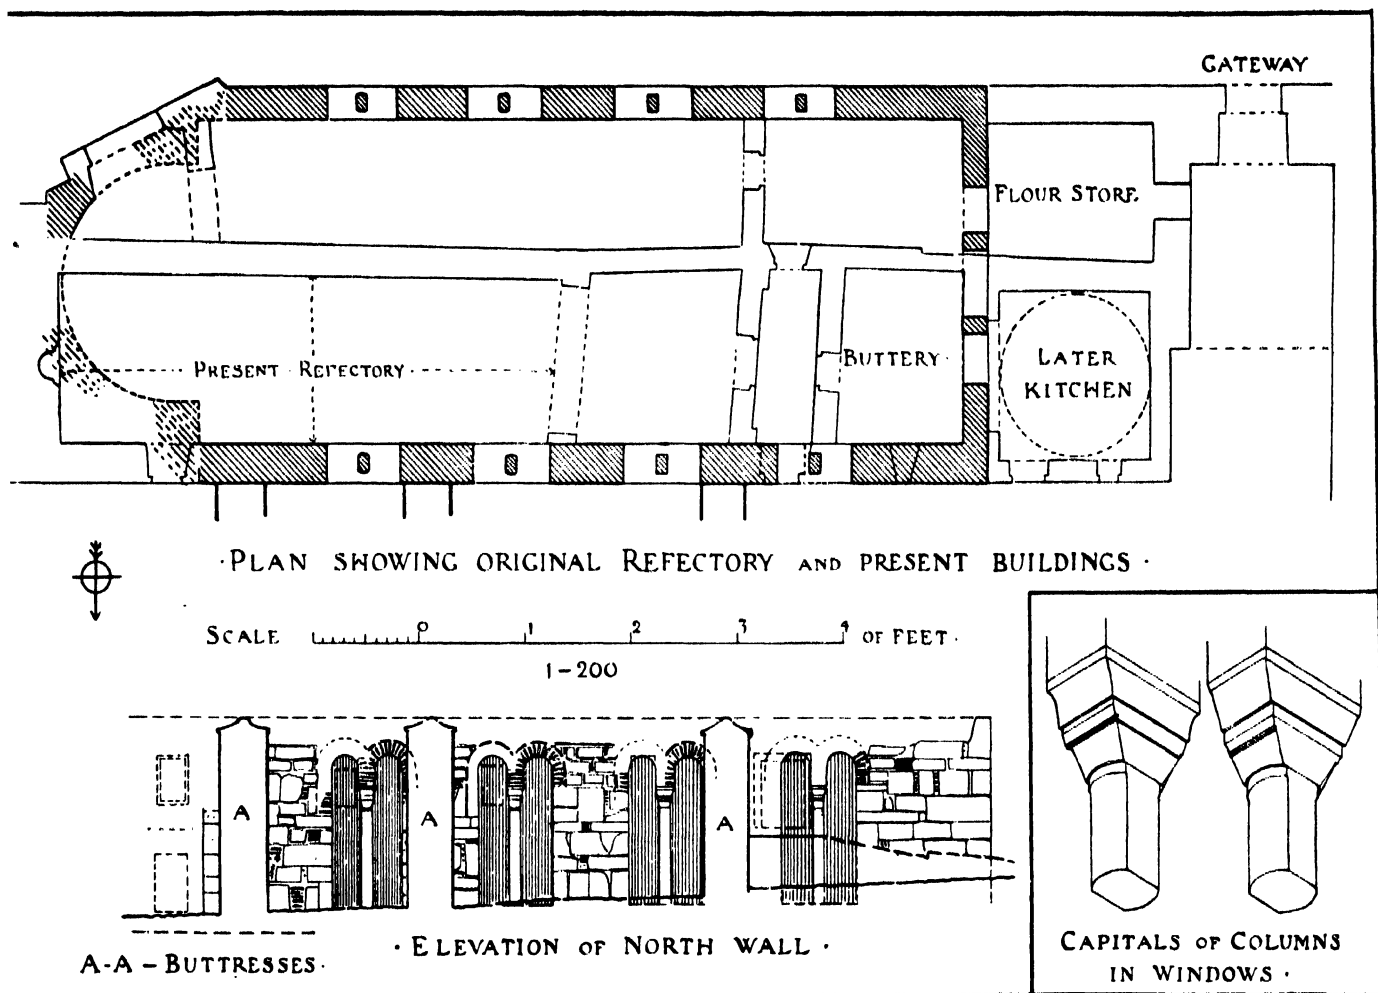 GATEWAY
FLOUR STORE.
PRESENT REFECTORY
BUTTERY
LATER
KITCHEN
·PLAN SHOWING ORIGINAL REFECTORY AND PRESENT BUILDINGS·
SCALE 0 1 2 3 4 OF FEET.
1-200
A A A
·ELEVATION OF NORTH WALL·
A-A-BUTTRESSES.
CAPITALS OF COLUMNS
IN WINDOWS·